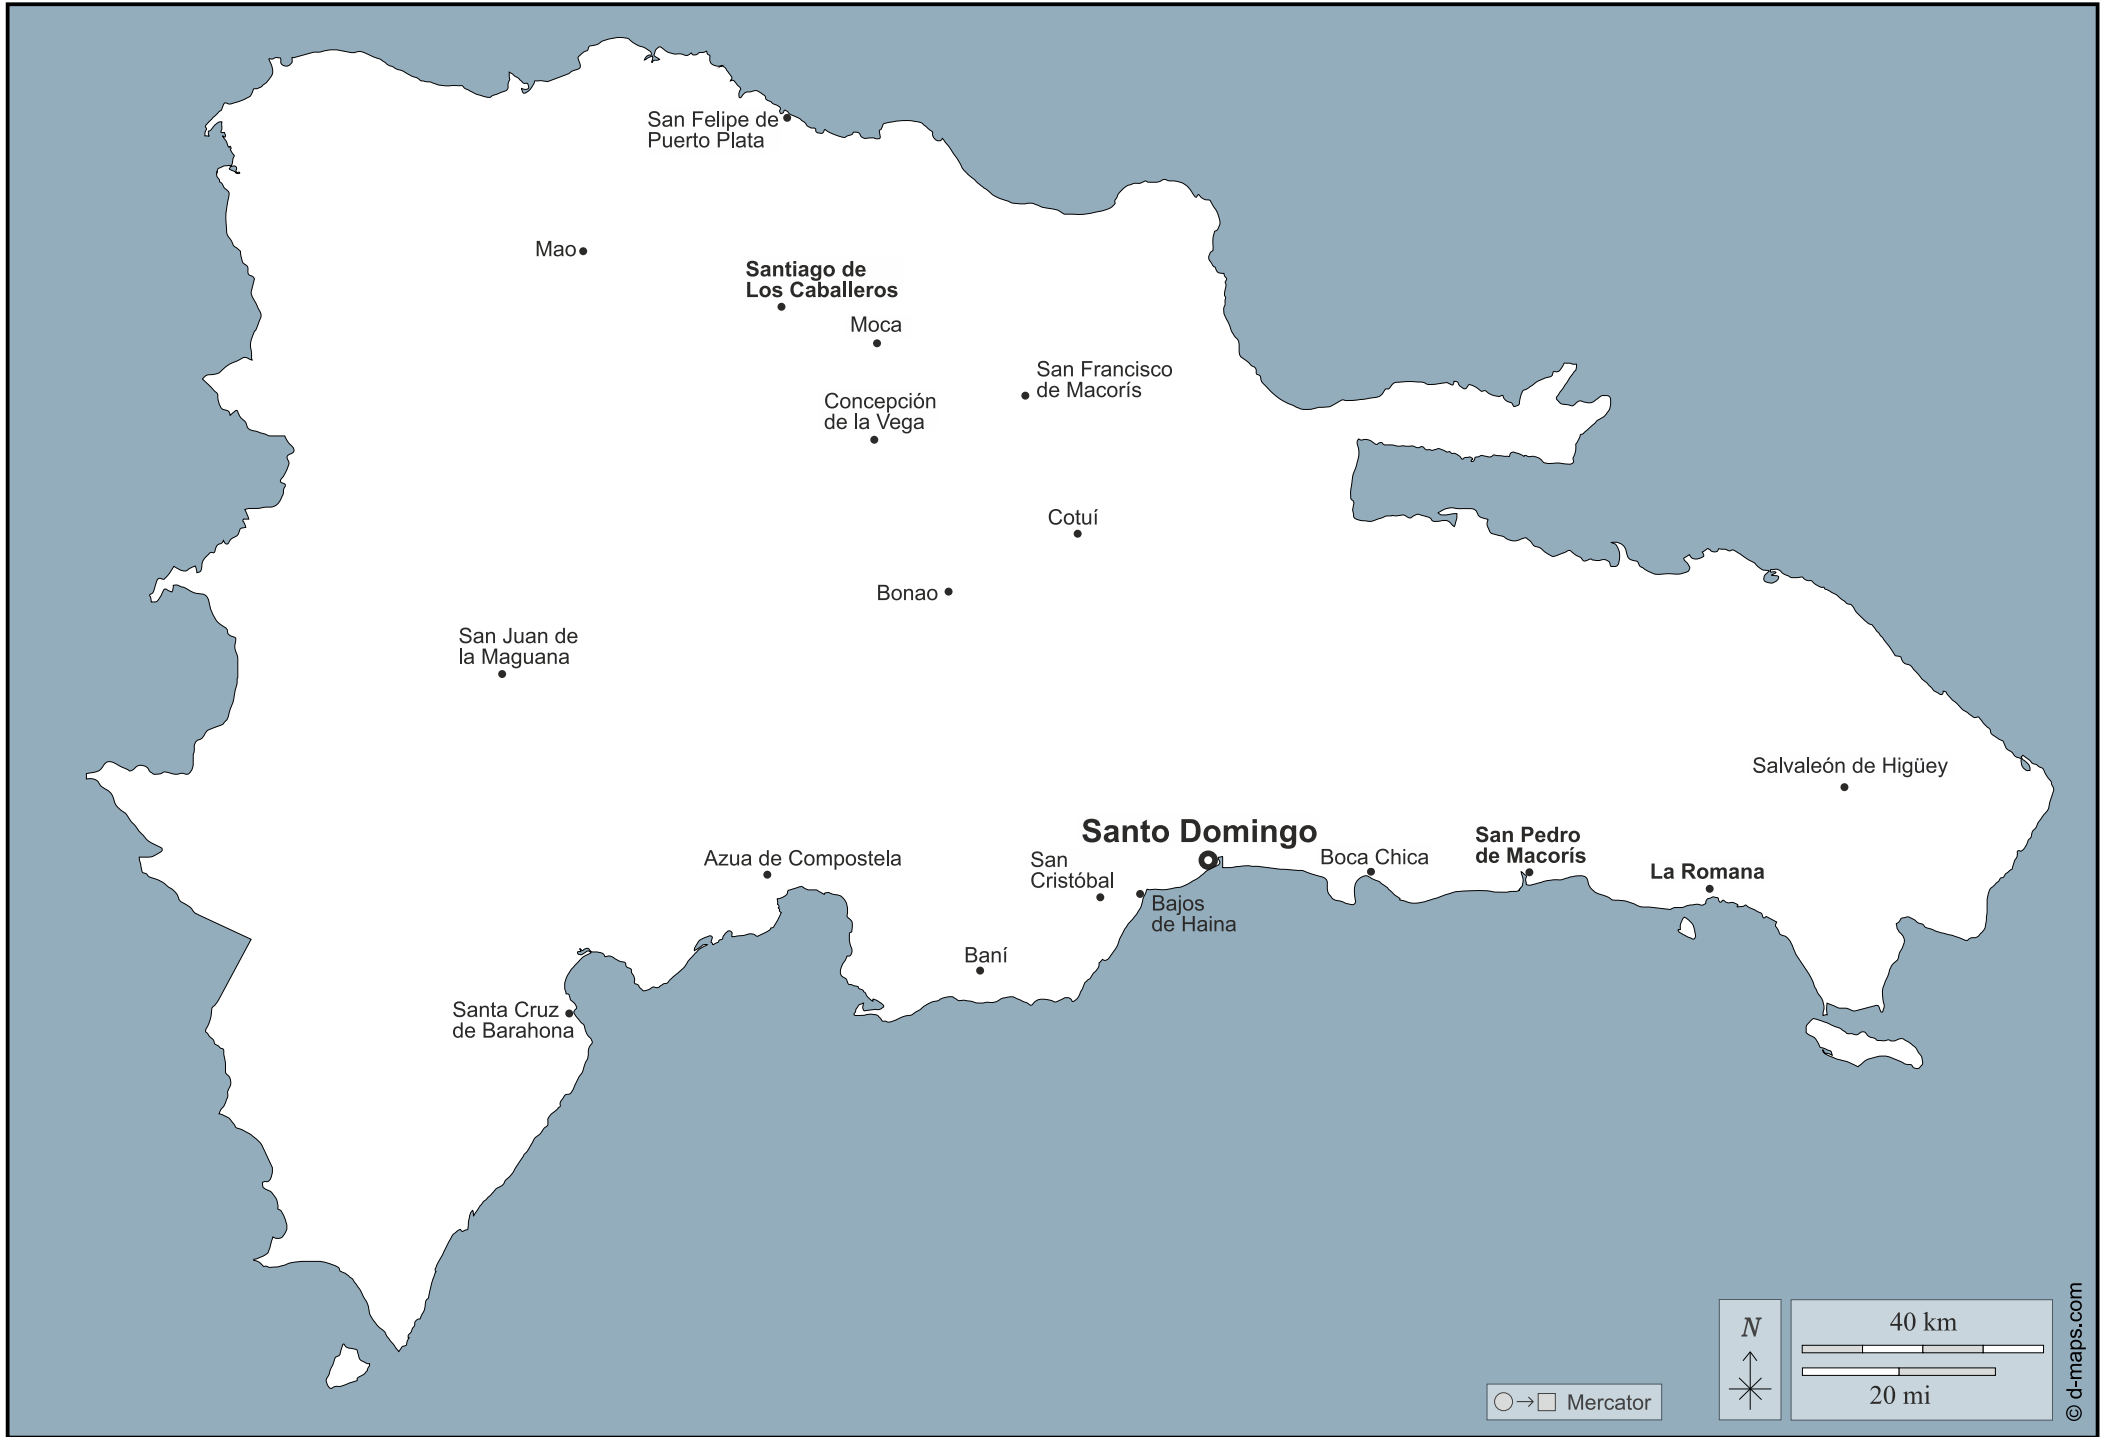 San Felipe de
Puerto Plata
Mao
Santiago de
Los Caballeros
Moca
San Francisco
de Macorís
Concepción
de la Vega
Cotuí
Bonao
San Juan de
la Maguana
Salvaleón de Higüey
Santo Domingo
San Pedro
de Macorís
Azua de Compostela
San
Cristóbal
Boca Chica
La Romana
Bajos
de Haina
Baní
Santa Cruz
de Barahona
N
40 km
20 mi
Mercator
© d-maps.com